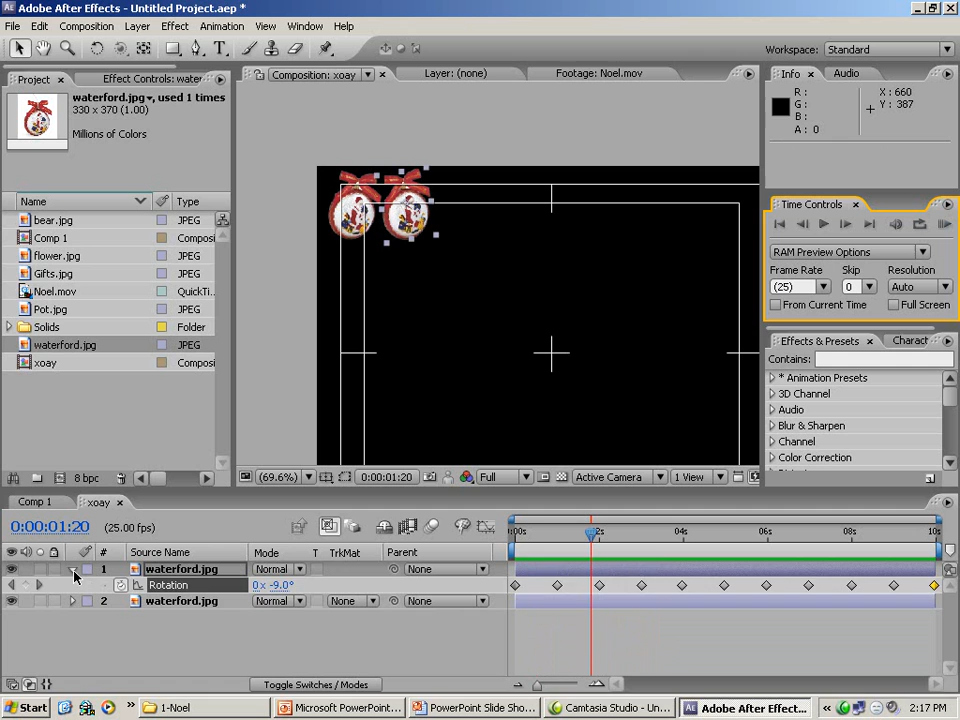 Adobe After Effects - Untitled Project.aep *
File Edit Composition Layer Effect Animation View Window Help
Workspace: Standard
Project Effect Controls: water
Composition: xoay Layer: (none) Footage: Noel.mov
Info Audio
waterford.jpg, used 1 times
330 x 370 (1.00)
Millions of Colors
R :
G :
B :
A : 0
X : 660
Y : 387
Time Controls
RAM Preview Options
Frame Rate Skip Resolution
(25) 0 Auto
From Current Time Full Screen
Name Type
bear.jpg JPEG
Comp 1 Compos
flower.jpg JPEG
Gifts.jpg JPEG
Noel.mov QuickTi
Pot.jpg JPEG
Solids Folder
waterford.jpg JPEG
xoay Composi
Effects & Presets Charact
Contains:
* Animation Presets
3D Channel
Audio
Blur & Sharpen
Channel
Color Correction
8 bpc
(69.6%) 0:00:01:20 Full Active Camera 1 View
Comp 1 xoay
0:00:01:20 (25.00 fps)
:00s 2s 04s 06s 08s 10s
# Source Name Mode T TrkMat Parent
1 waterford.jpg Normal None
Rotation 0 x -9.0°
2 waterford.jpg Normal None None
Toggle Switches / Modes
Start 1-Noel Microsoft PowerPoint... PowerPoint Slide Sho... Camtasia Studio - Un... Adobe After Effect... 2:17 PM